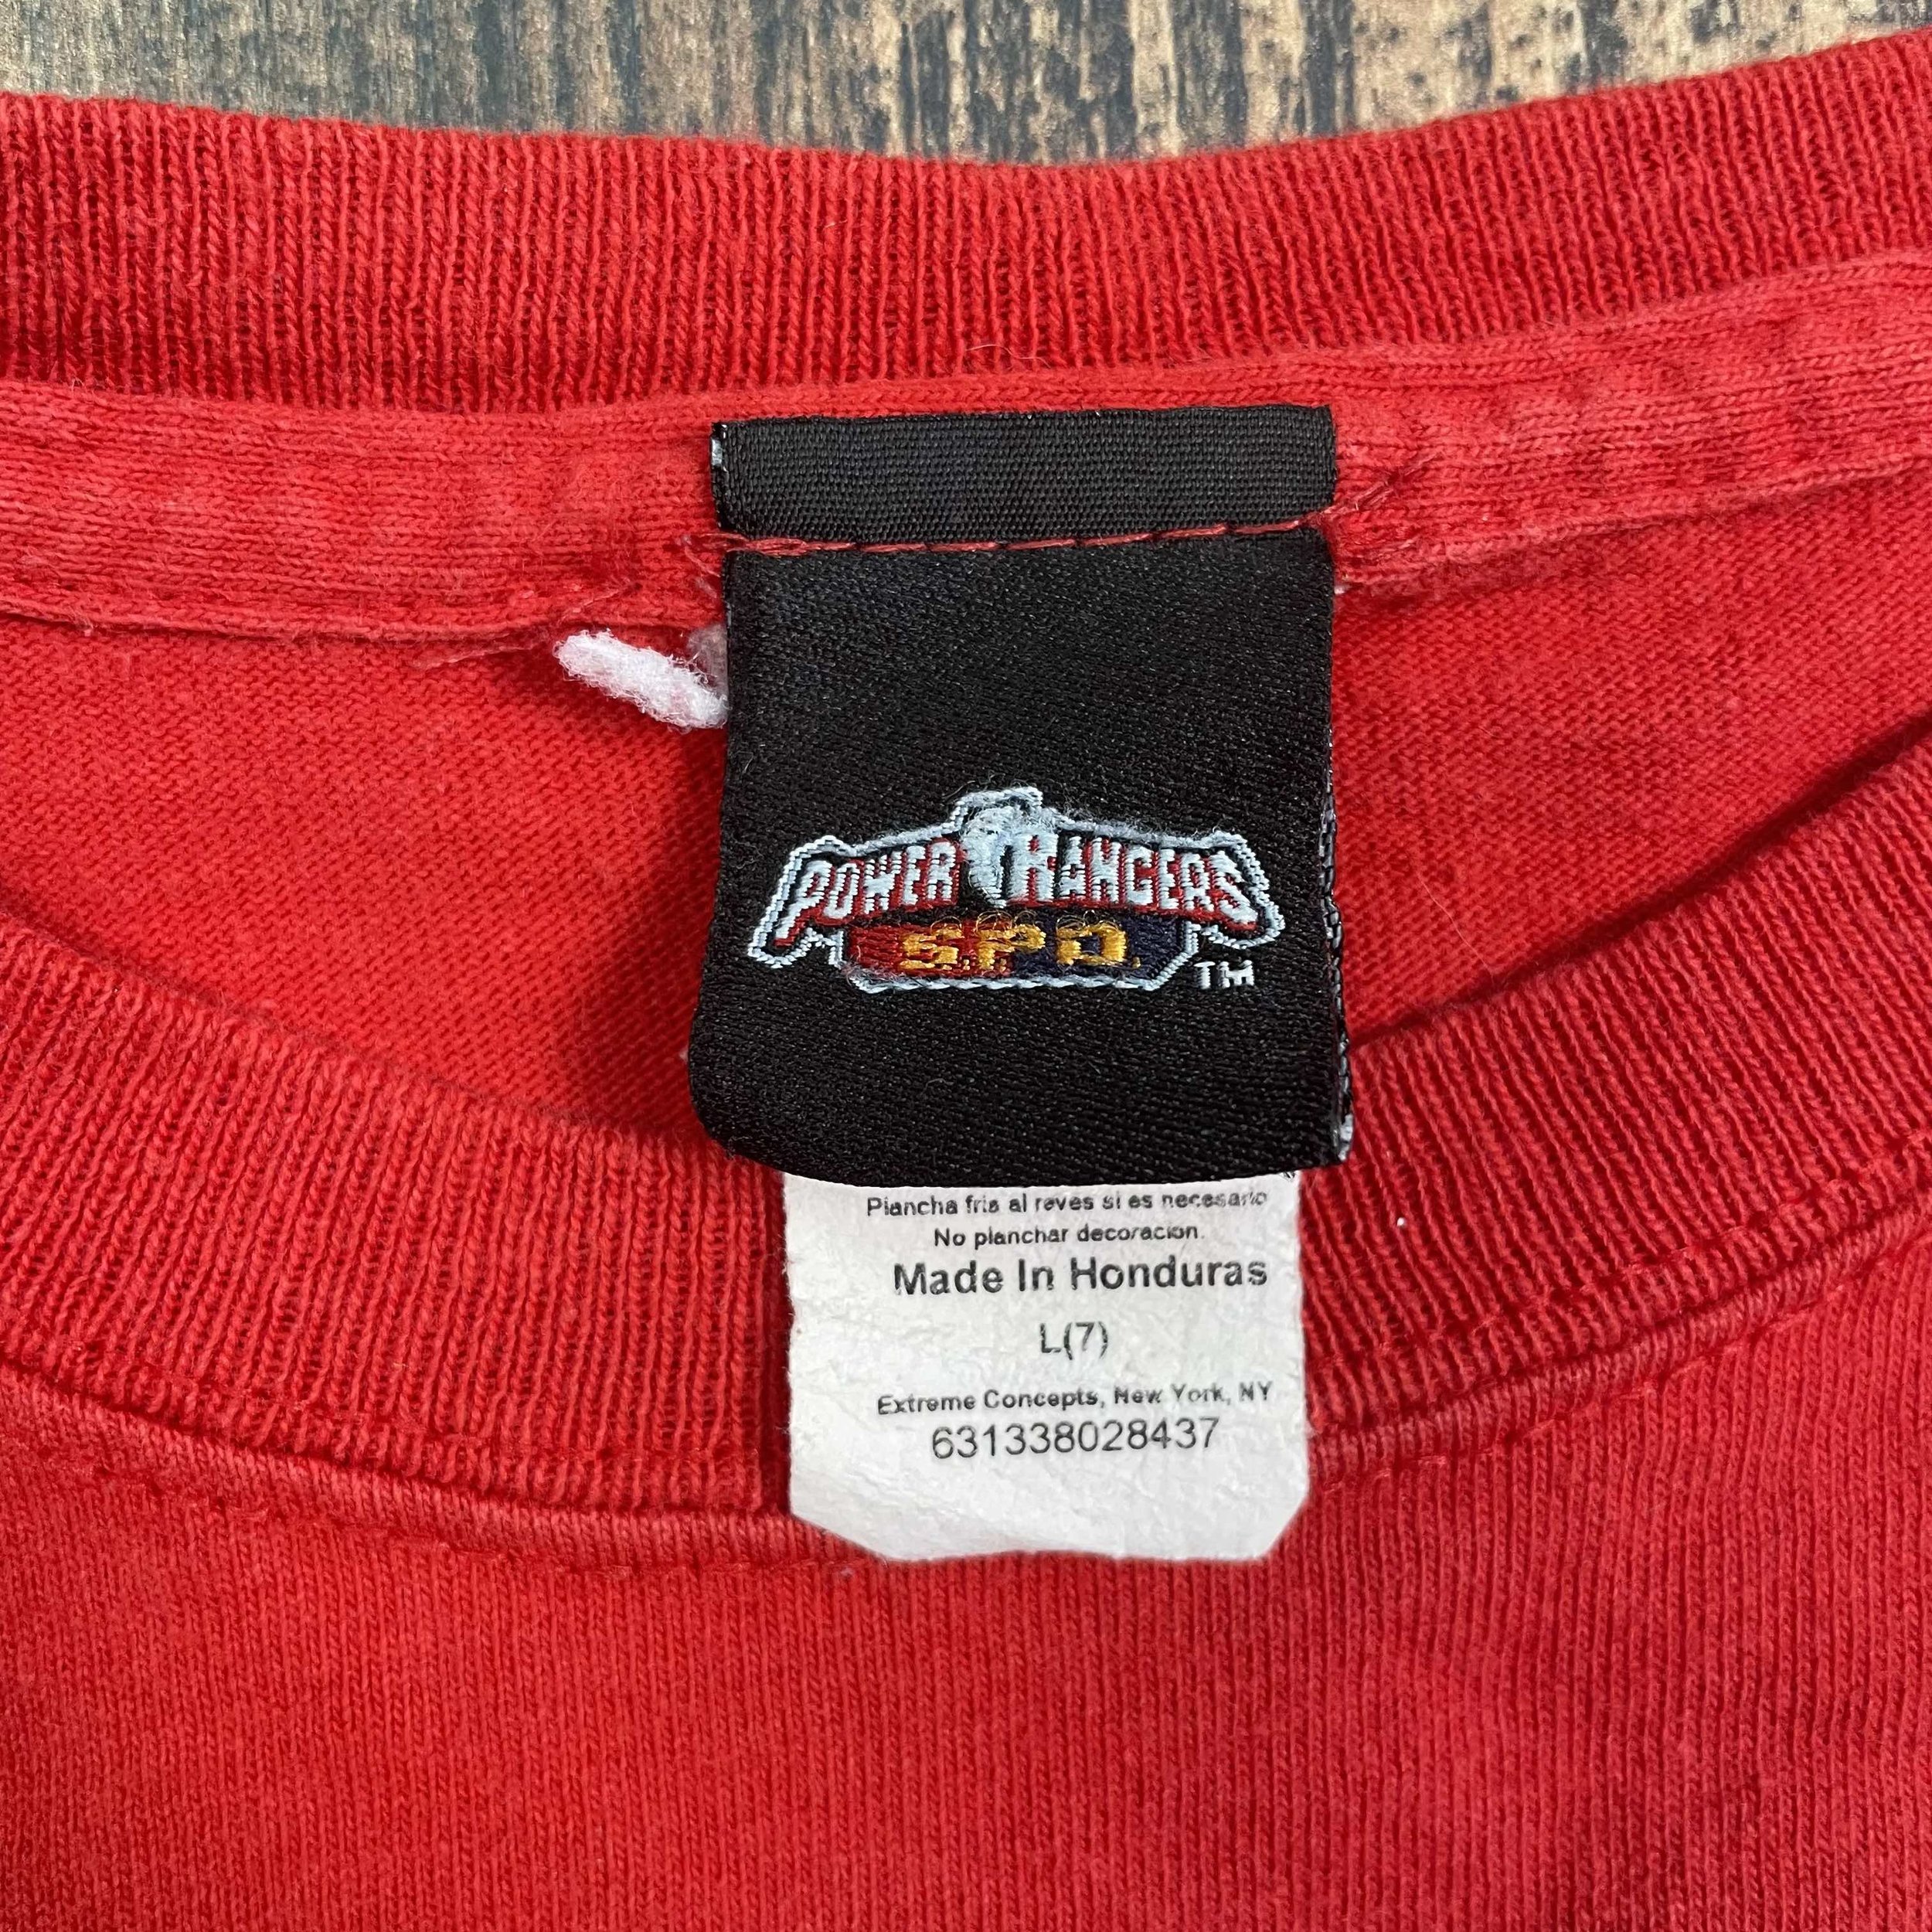 POWER RANGERS
S.P.D.
TM
Plancha fria al reves si es necesario
No planchar decoracion.
Made In Honduras
L(7)
Extreme Concepts, New York, NY
631338028437